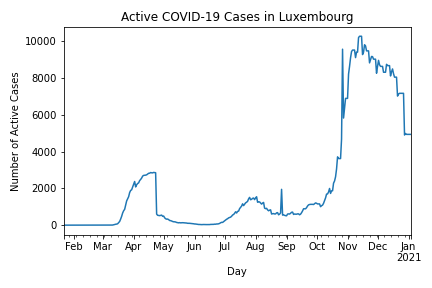 Active COVID-19 Cases in Luxembourg
Number of Active Cases
10000
8000
6000
4000
2000
0
Feb Mar Apr May Jun Jul Aug Sep Oct Nov Dec Jan
2021
Day